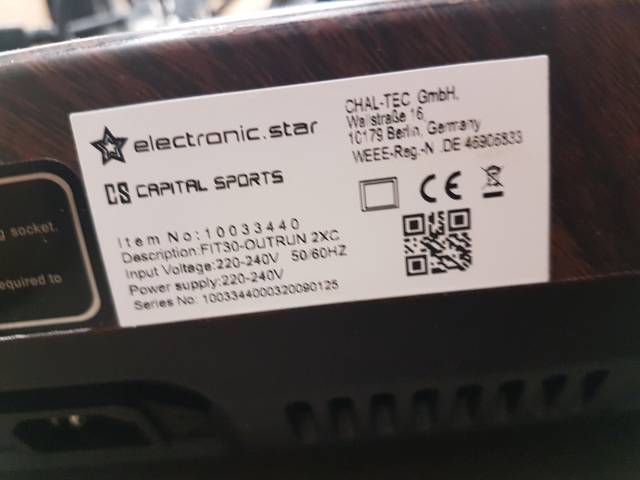 electronic.star
CS CAPITAL SPORTS
CHAL-TEC GmbH,
Wallstraße 16
10179 Berlin, Germany
WEEE-Reg.-N .DE 46906833
CE
Item No:10033440
Description:FIT30-OUTRUN 2XC
Input Voltage:220-240V 50/60HZ
Power supply:220-240V
Series No: 1003344000320090125
g socket.
equired to